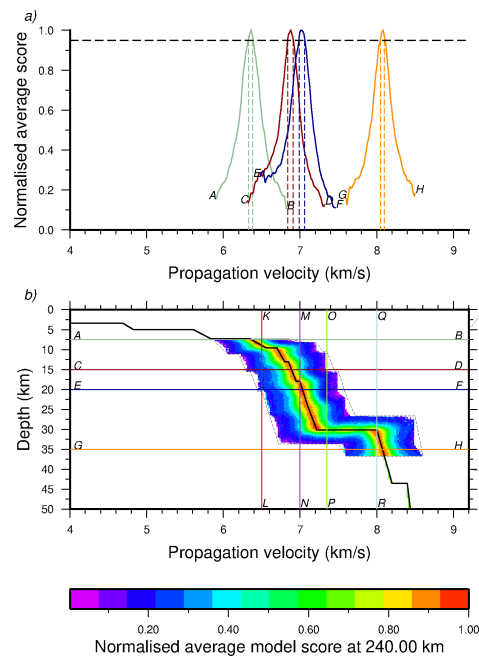 a)
Normalised average score
1.0
0.8
0.6
0.4
0.2
0.0
A
E
C
B
D
F
G
H
4 5 6 7 8 9
Propagation velocity (km/s)
b)
Depth (km)
0
5
10
15
20
25
30
35
40
45
50
K M O Q
A B
C D
E F
G H
L N P R
4 5 6 7 8 9
Propagation velocity (km/s)
0.20 0.40 0.60 0.80 1.00
Normalised average model score at 240.00 km